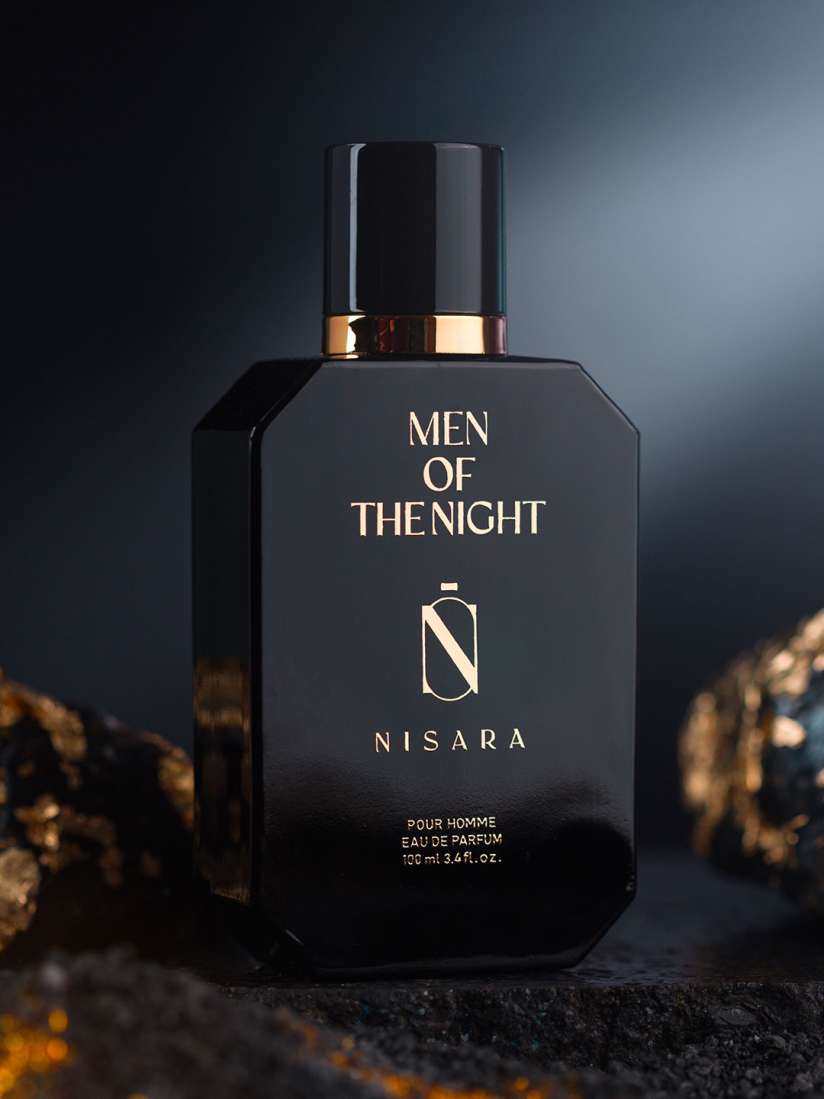 MEN
OF
THE NIGHT
N
NISARA
POUR HOMME
EAU DE PARFUM
100 ml 3.4 fl. oz.